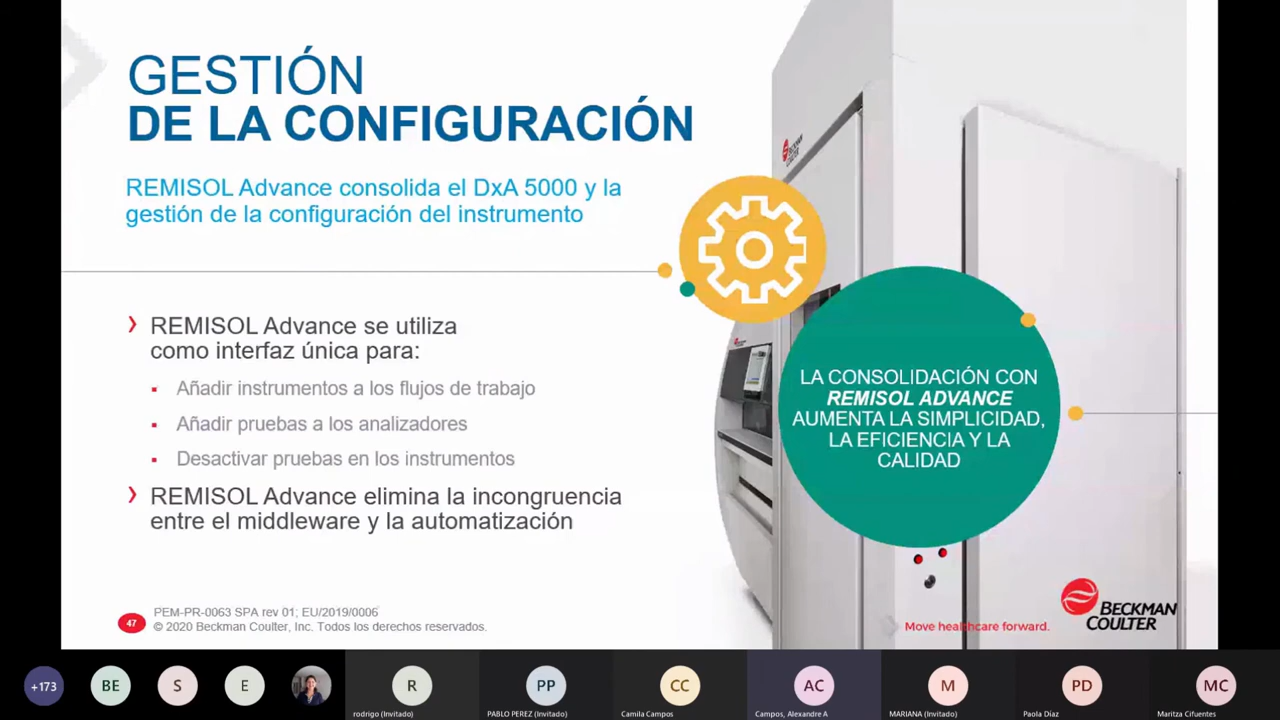 GESTIÓN
DE LA CONFIGURACIÓN
REMISOL Advance consolida el DxA 5000 y la
gestión de la configuración del instrumento
REMISOL Advance se utiliza
como interfaz única para:
Añadir instrumentos a los flujos de trabajo
Añadir pruebas a los analizadores
Desactivar pruebas en los instrumentos
REMISOL Advance elimina la incongruencia
entre el middleware y la automatización
BECKMAN
COULTER
LA CONSOLIDACIÓN CON
REMISOL ADVANCE
AUMENTA LA SIMPLICIDAD,
LA EFICIENCIA Y LA
CALIDAD
47
PEM-PR-0063 SPA rev 01; EU/2019/0006
© 2020 Beckman Coulter, Inc. Todos los derechos reservados.
Move healthcare forward.
BECKMAN
COULTER
+173
BE
S
E
R
rodrigo (Invitado)
PP
PABLO PEREZ (Invitado)
CC
Camila Campos
AC
Campos, Alexandre A
M
MARIANA (Invitado)
PD
Paola Díaz
MC
Maritza Cifuentes